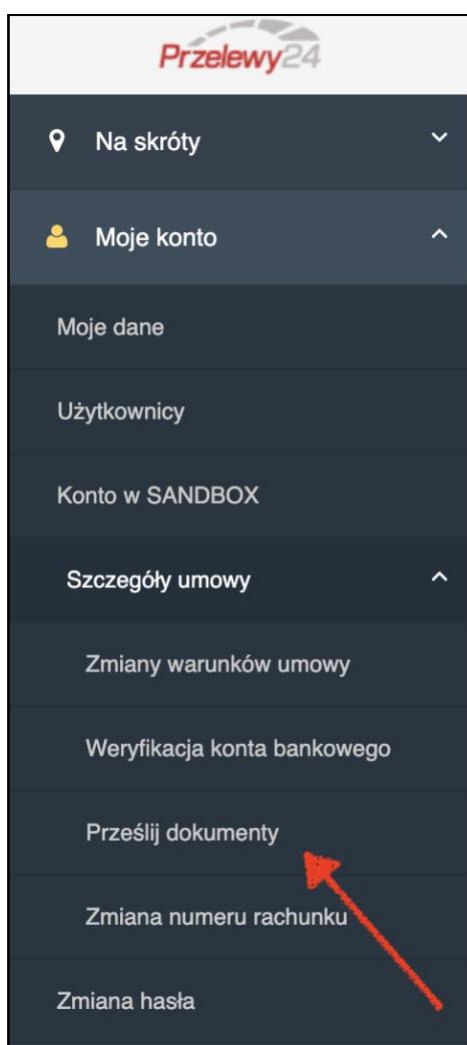 Przelewy24
Na skróty
Moje konto
Moje dane
Użytkownicy
Konto w SANDBOX
Szczegóły umowy
Zmiany warunków umowy
Weryfikacja konta bankowego
Prześlij dokumenty
Zmiana numeru rachunku
Zmiana hasła